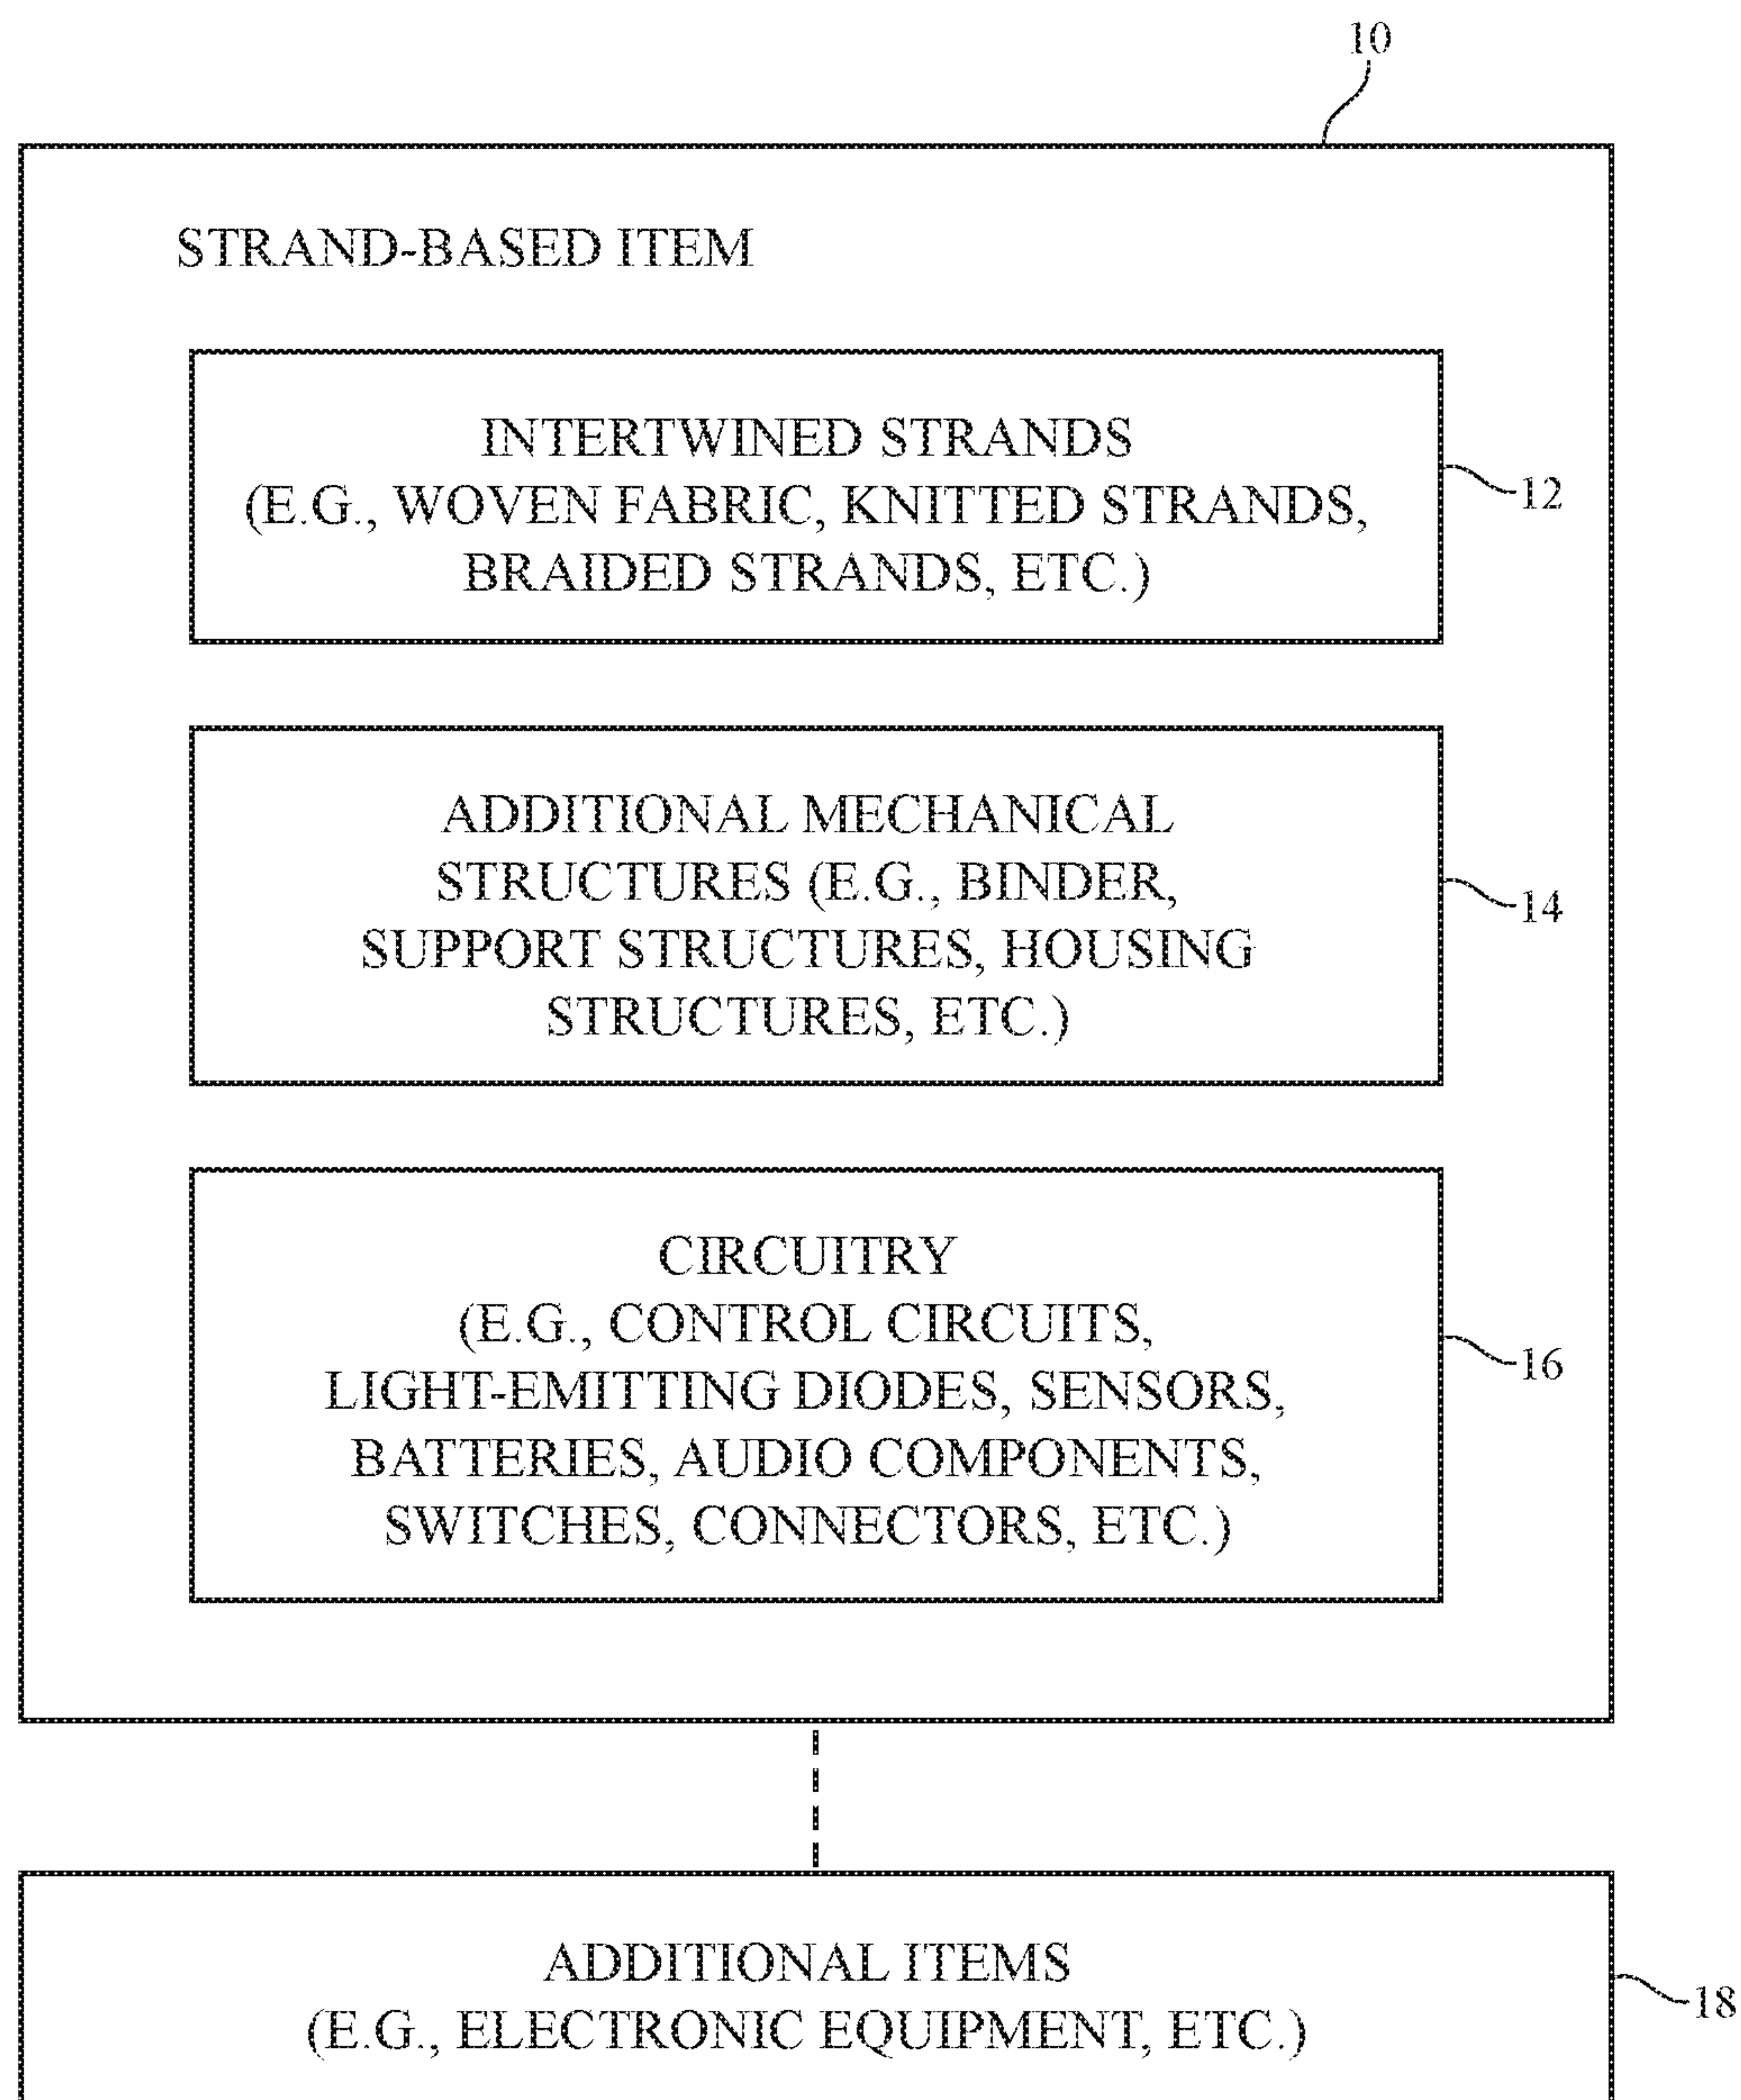 10
STRAND-BASED ITEM
INTERTWINED STRANDS
(E.G., WOVEN FABRIC, KNITTED STRANDS,
BRAIDED STRANDS, ETC.)
12
ADDITIONAL MECHANICAL
STRUCTURES (E.G., BINDER,
SUPPORT STRUCTURES, HOUSING
STRUCTURES, ETC.)
14
CIRCUITRY
(E.G., CONTROL CIRCUITS,
LIGHT-EMITTING DIODES, SENSORS,
BATTERIES, AUDIO COMPONENTS,
SWITCHES, CONNECTORS, ETC.)
16
ADDITIONAL ITEMS
(E.G., ELECTRONIC EQUIPMENT, ETC.)
18